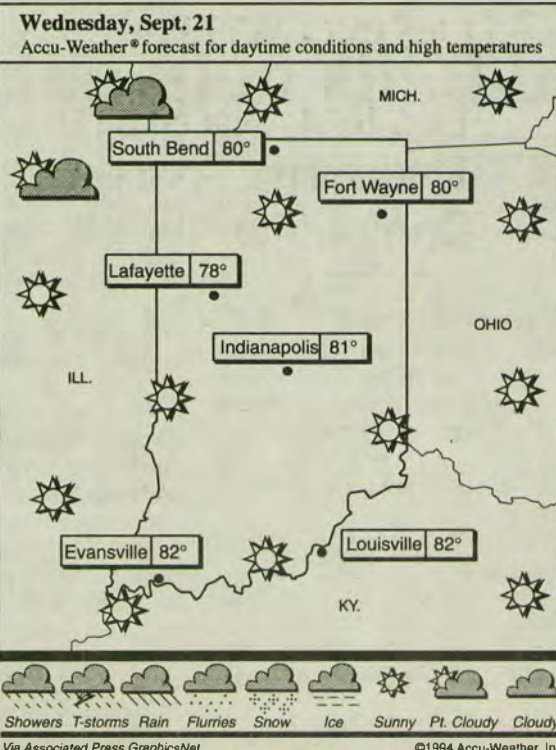 Wednesday, Sept. 21
Accu-Weather® forecast for daytime conditions and high temperatures
MICH.
South Bend 80°
Fort Wayne 80°
Lafayette 78°
OHIO
Indianapolis 81°
ILL.
Evansville 82°
Louisville 82°
KY.
Showers T-storms Rain Flurries Snow Ice Sunny Pt. Cloudy Cloudy
Via Associated Press GraphicsNet
©1994 Accu-Weather, In